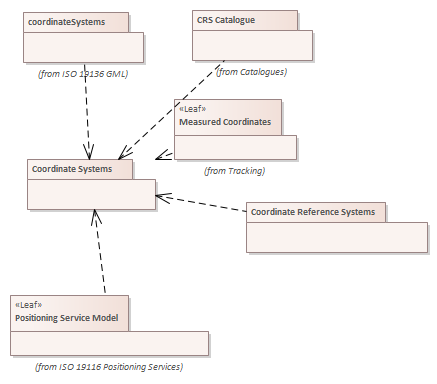 coordinateSystems
(from ISO 19136 GML)
CRS Catalogue
(from Catalogues)
«Leaf»
Measured Coordinates
(from Tracking)
Coordinate Systems
Coordinate Reference Systems
«Leaf»
Positioning Service Model
(from ISO 19116 Positioning Services)